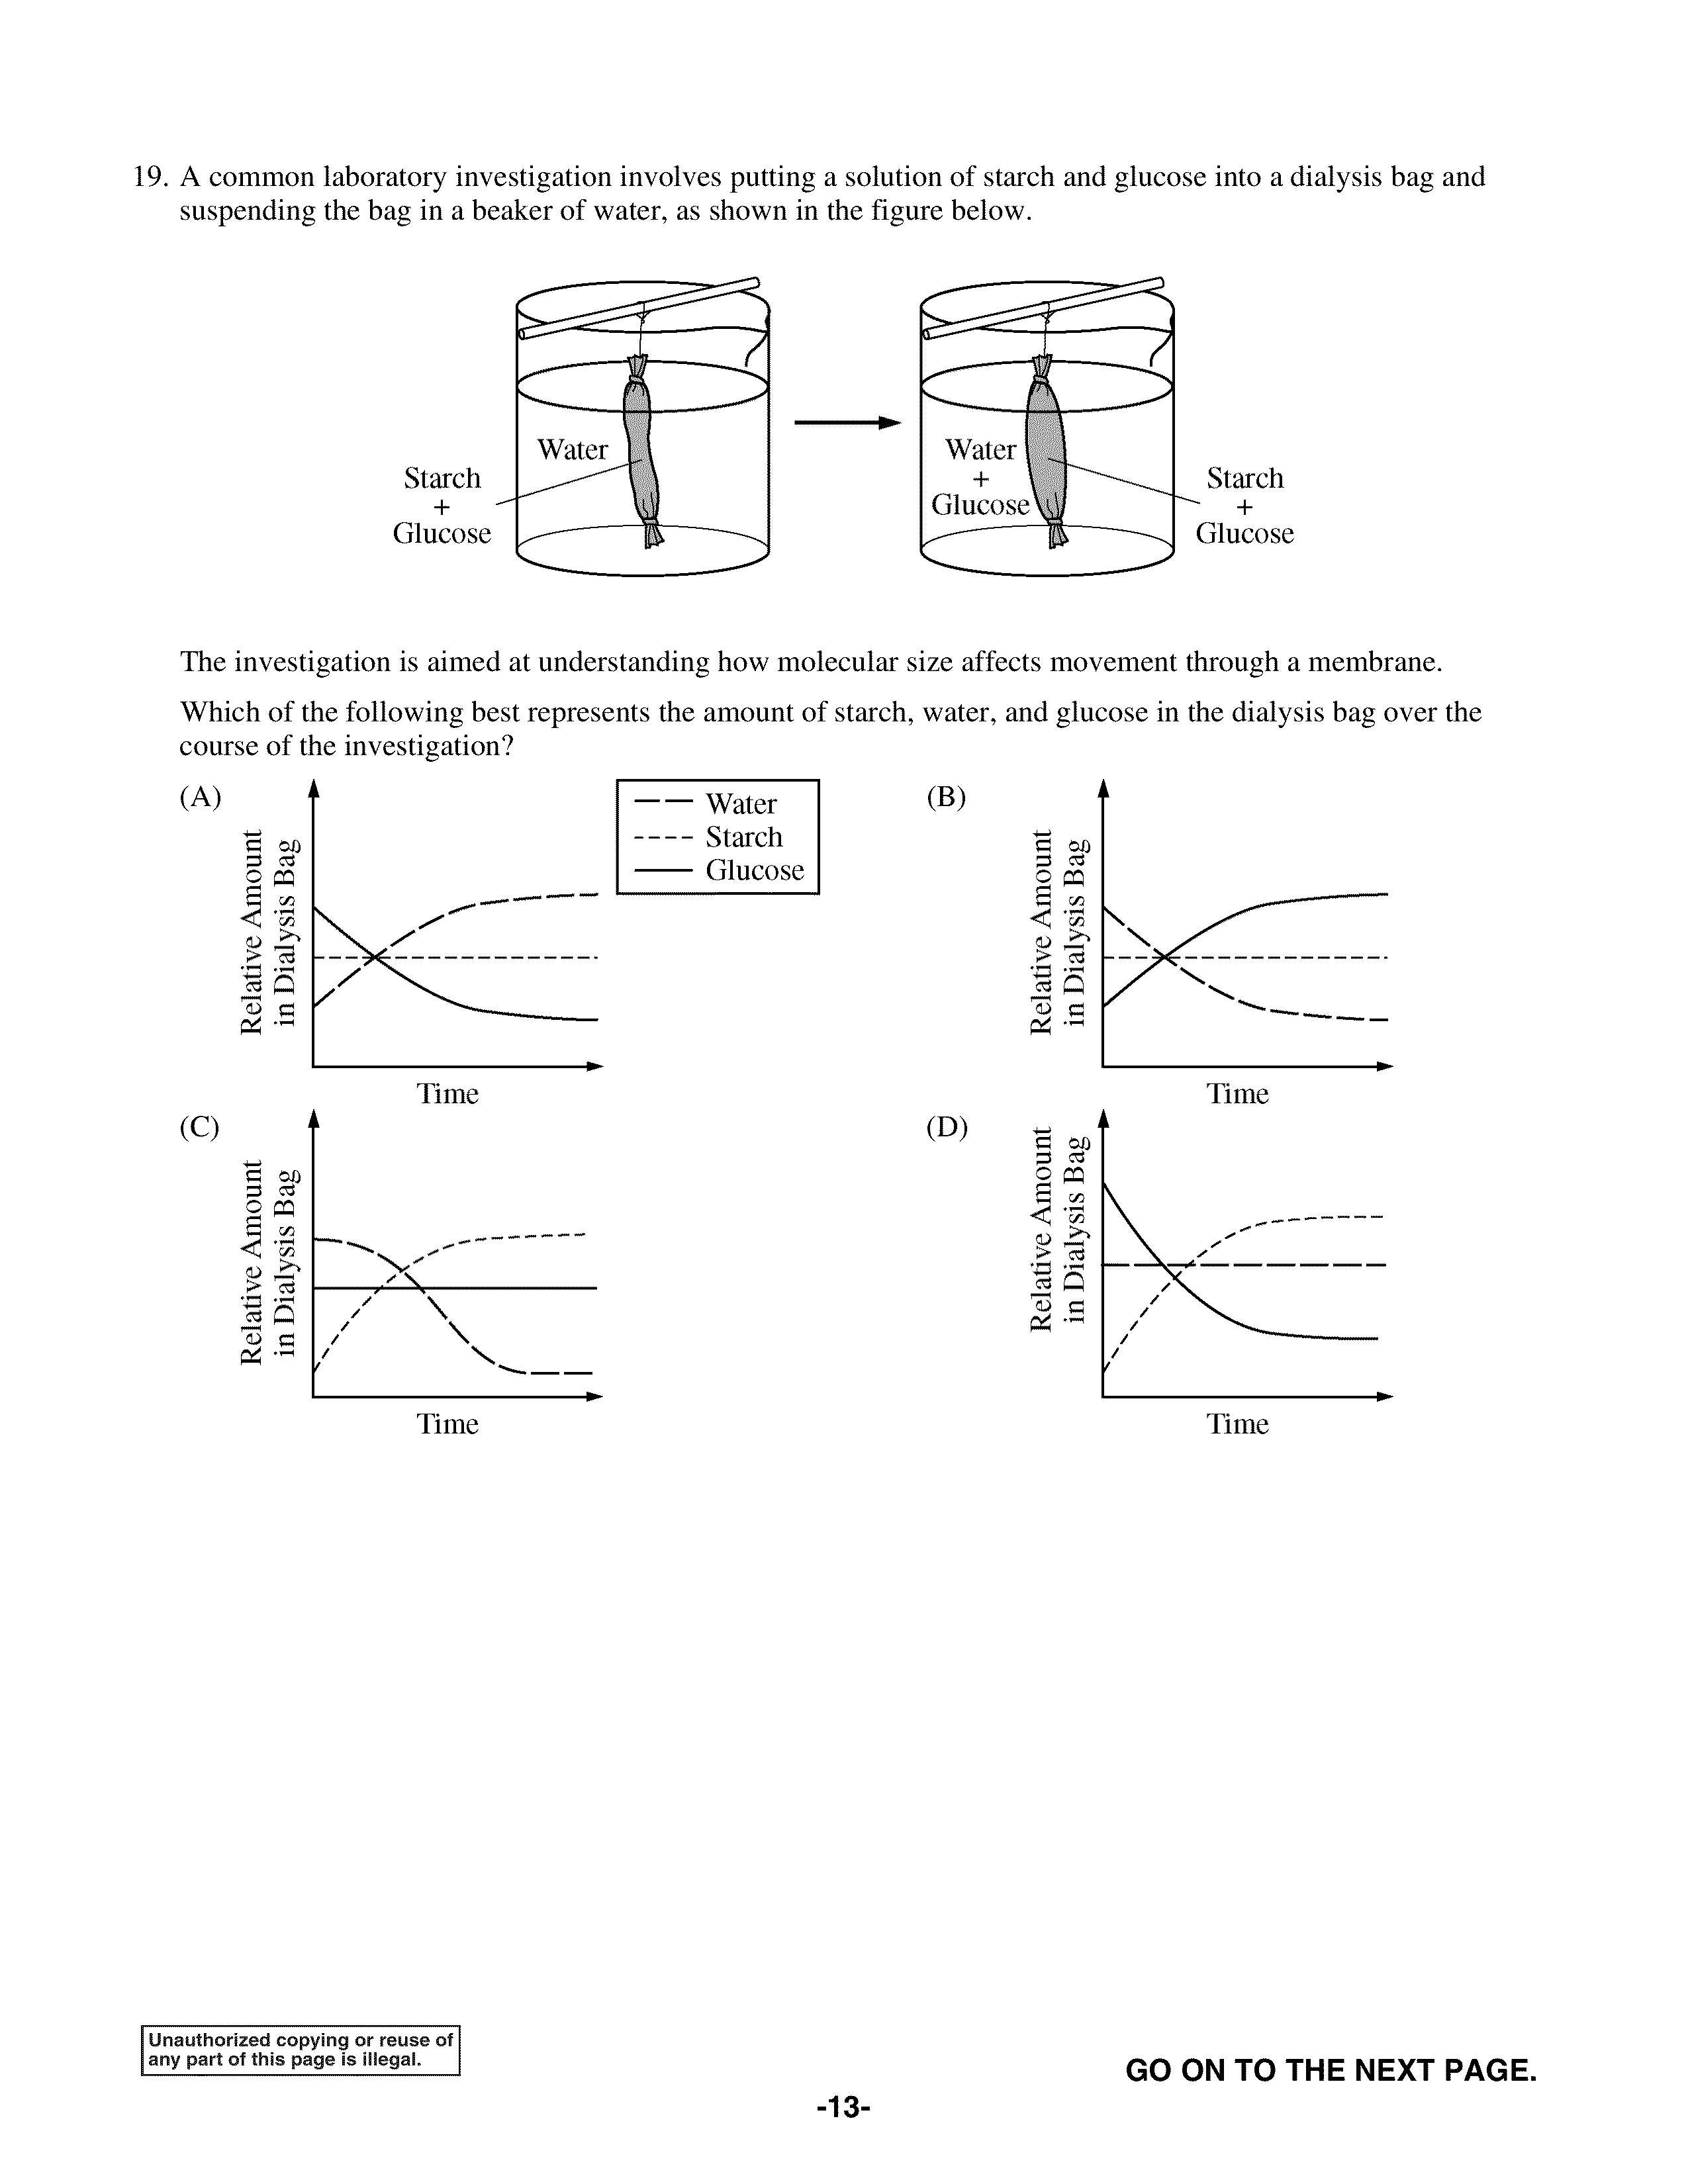 19. A common laboratory investigation involves putting a solution of starch and glucose into a dialysis bag and
suspending the bag in a beaker of water, as shown in the figure below.
Water
Starch
+
Glucose
Water
+
Glucose
Starch
+
Glucose
The investigation is aimed at understanding how molecular size affects movement through a membrane.
Which of the following best represents the amount of starch, water, and glucose in the dialysis bag over the
course of the investigation?
(A)
Relative Amount
in Dialysis Bag
Time
Water
Starch
Glucose
(B)
Relative Amount
in Dialysis Bag
Time
(C)
Relative Amount
in Dialysis Bag
Time
(D)
Relative Amount
in Dialysis Bag
Time
Unauthorized copying or reuse of
any part of this page is illegal.
GO ON TO THE NEXT PAGE.
-13-